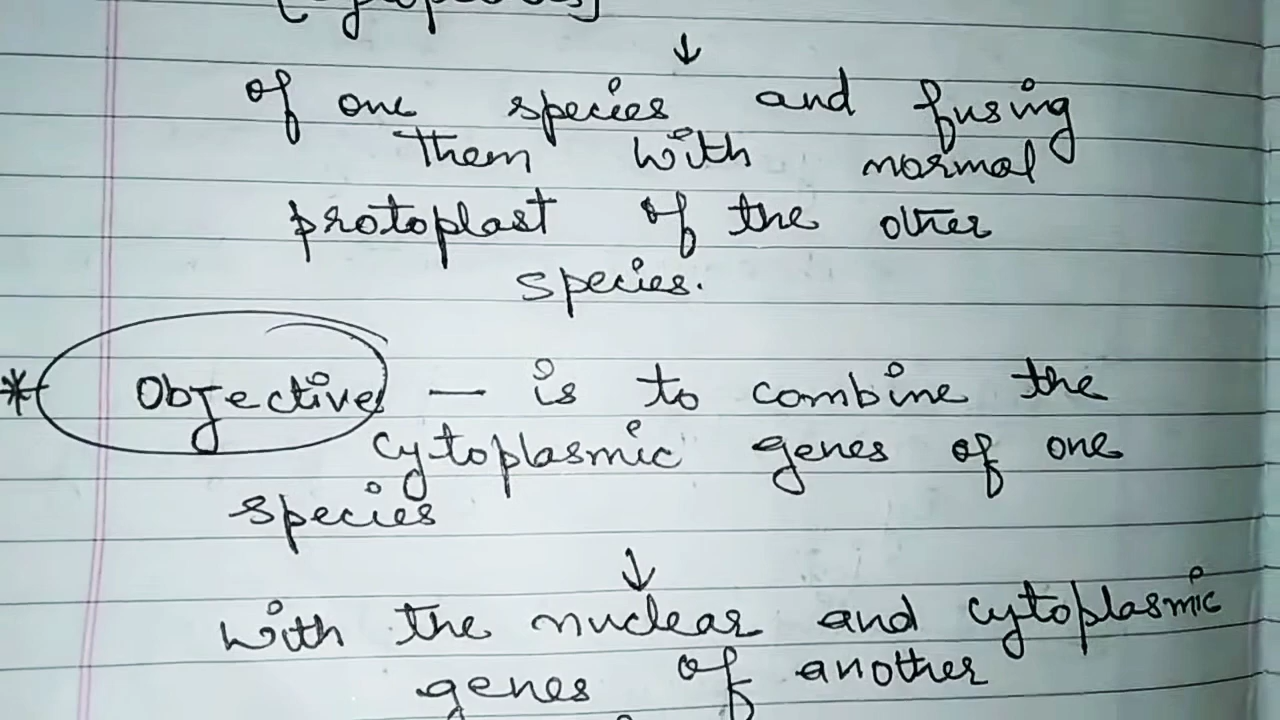 ↓
of one species and fusing
them with normal
protoplast of the other
species.
* Objective — is to combine the
cytoplasmic genes of one
species
↓
with the nuclear and cytoplasmic
genes of another